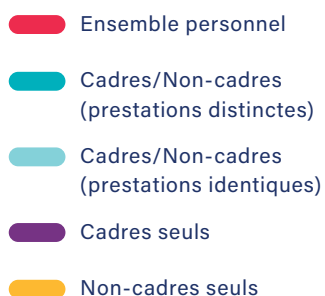 Ensemble personnel
Cadres/Non-cadres
(prestations distinctes)
Cadres/Non-cadres
(prestations identiques)
Cadres seuls
Non-cadres seuls